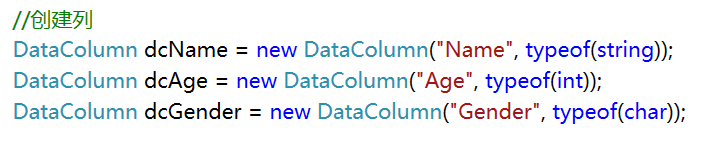 //创建列
DataColumn dcName = new DataColumn("Name", typeof(string));
DataColumn dcAge = new DataColumn("Age", typeof(int));
DataColumn dcGender = new DataColumn("Gender", typeof(char));